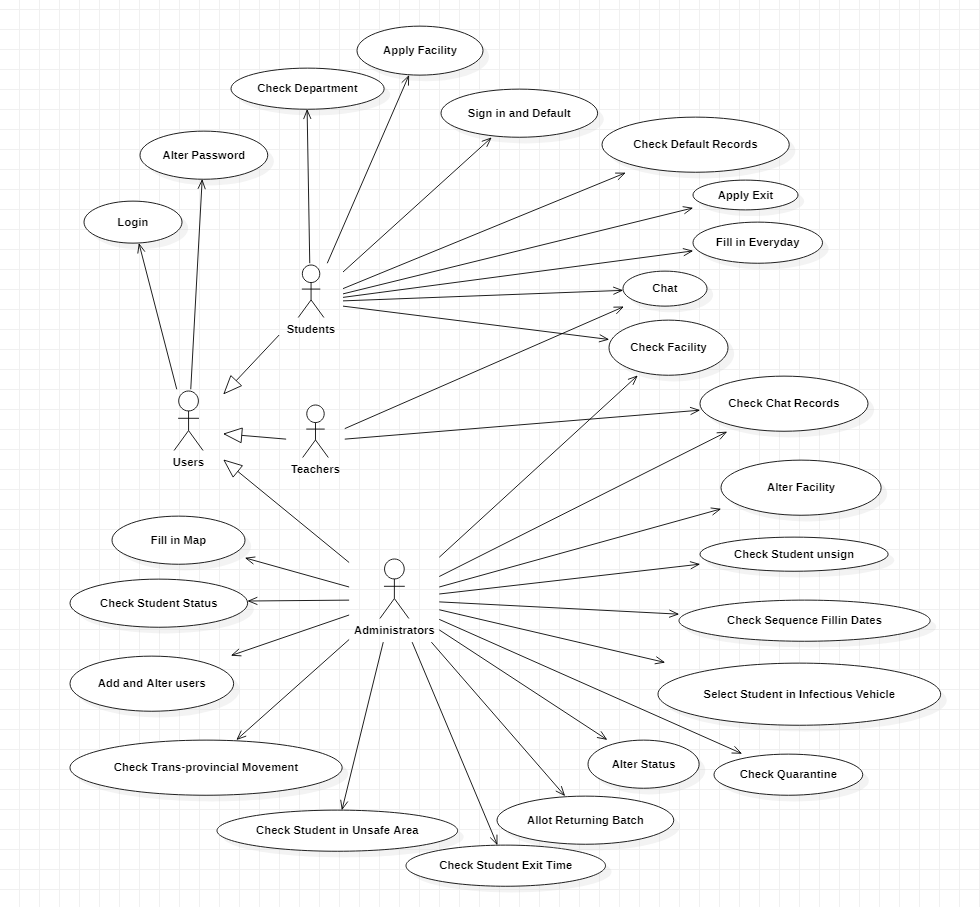 Apply Facility
Check Department
Sign in and Default
Check Default Records
Alter Password
Apply Exit
Login
Fill in Everyday
Chat
Students
Check Facility
Check Chat Records
Users
Teachers
Alter Facility
Fill in Map
Check Student unsign
Check Student Status
Check Sequence Fillin Dates
Administrators
Add and Alter users
Select Student in Infectious Vehicle
Check Trans-provincial Movement
Alter Status
Check Quarantine
Allot Returning Batch
Check Student in Unsafe Area
Check Student Exit Time